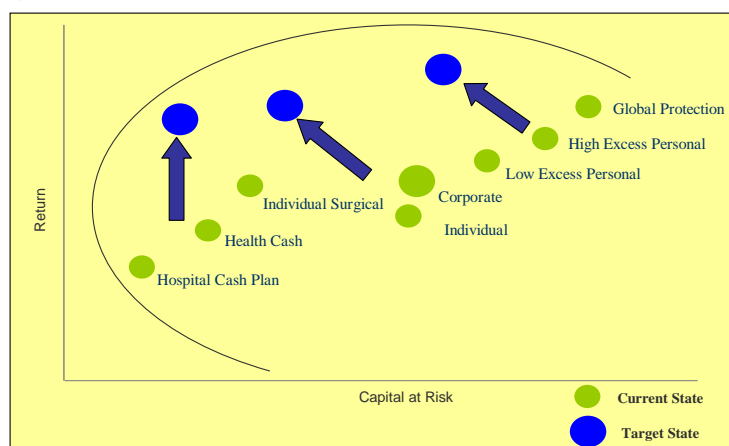 Return
Global Protection
High Excess Personal
Low Excess Personal
Individual Surgical
Corporate
Individual
Health Cash
Hospital Cash Plan
Capital at Risk
Current State
Target State